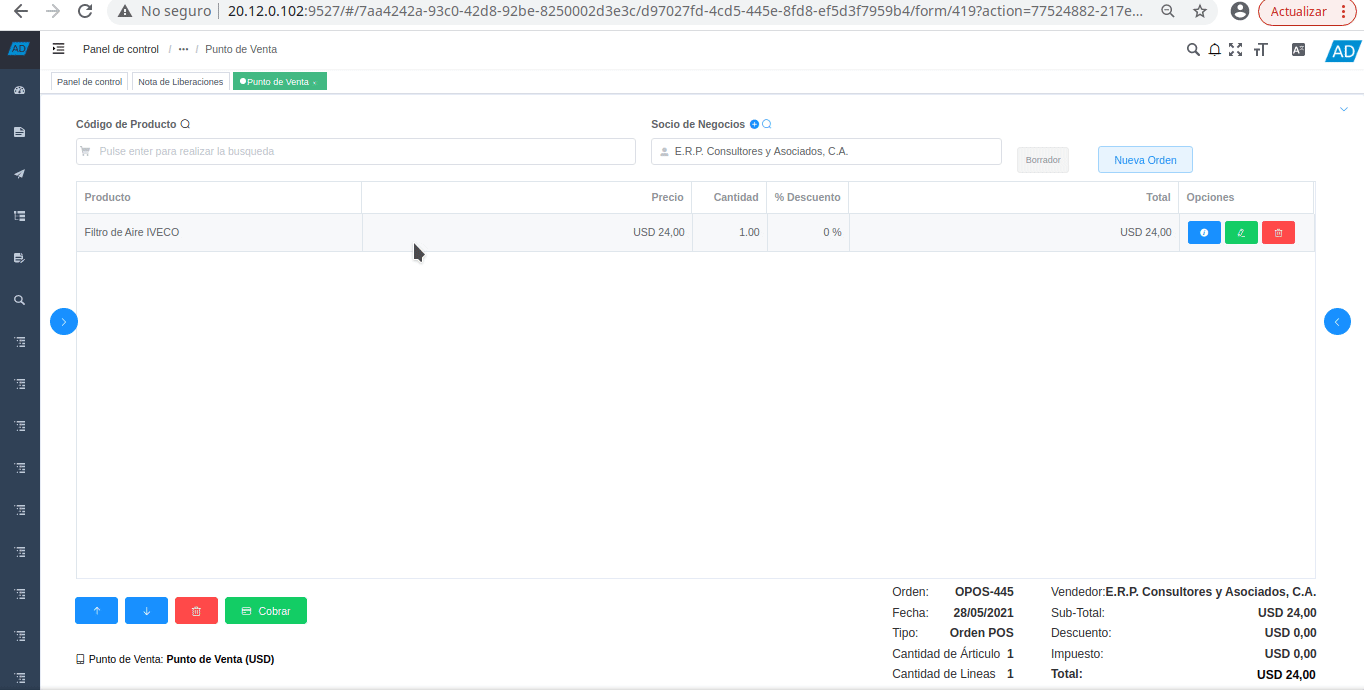 No seguro 20.12.0.102:9527/#/7aa4242a-93c0-42d8-92be-8250002d3e3c/d97027fd-4cd5-445e-8fd8-ef5d3f7959b4/form/419?action=77524882-217e... Actualizar
AD Panel de control / ••• / Punto de Venta AD
Panel de control Nota de Liberaciones Punto de Venta ×
Código de Producto Socio de Negocios
Pulse enter para realizar la busqueda E.R.P. Consultores y Asociados, C.A. Borrador Nueva Orden
Producto Precio Cantidad % Descuento Total Opciones
Filtro de Aire IVECO USD 24,00 1.00 0 % USD 24,00
Cobrar
Orden: OPOS-445 Vendedor:E.R.P. Consultores y Asociados, C.A.
Fecha: 28/05/2021 Sub-Total: USD 24,00
Tipo: Orden POS Descuento: USD 0,00
Cantidad de Árticulo 1 Impuesto: USD 0,00
Cantidad de Lineas 1 Total: USD 24,00
Punto de Venta: Punto de Venta (USD)